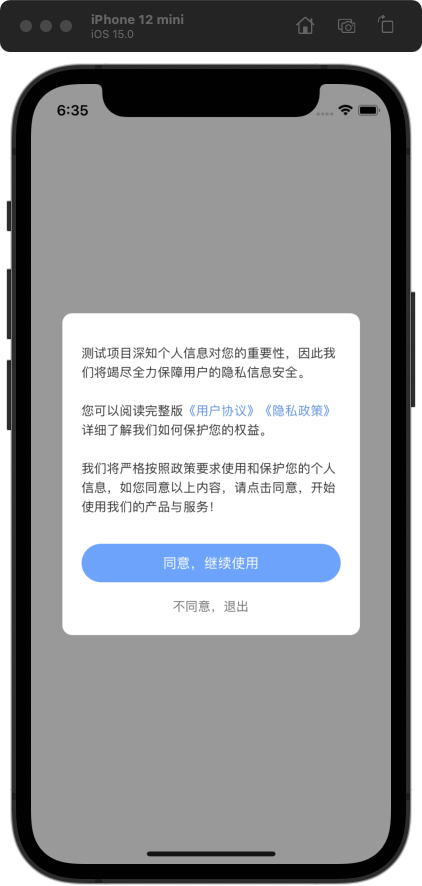 iPhone 12 mini
iOS 15.0
6:35
测试项目深知个人信息对您的重要性，因此我
们将竭尽全力保障用户的隐私信息安全。
您可以阅读完整版《用户协议》《隐私政策》
详细了解我们如何保护您的权益。
我们将严格按照政策要求使用和保护您的个人
信息，如您同意以上内容，请点击同意，开始
使用我们的产品与服务！
同意，继续使用
不同意，退出